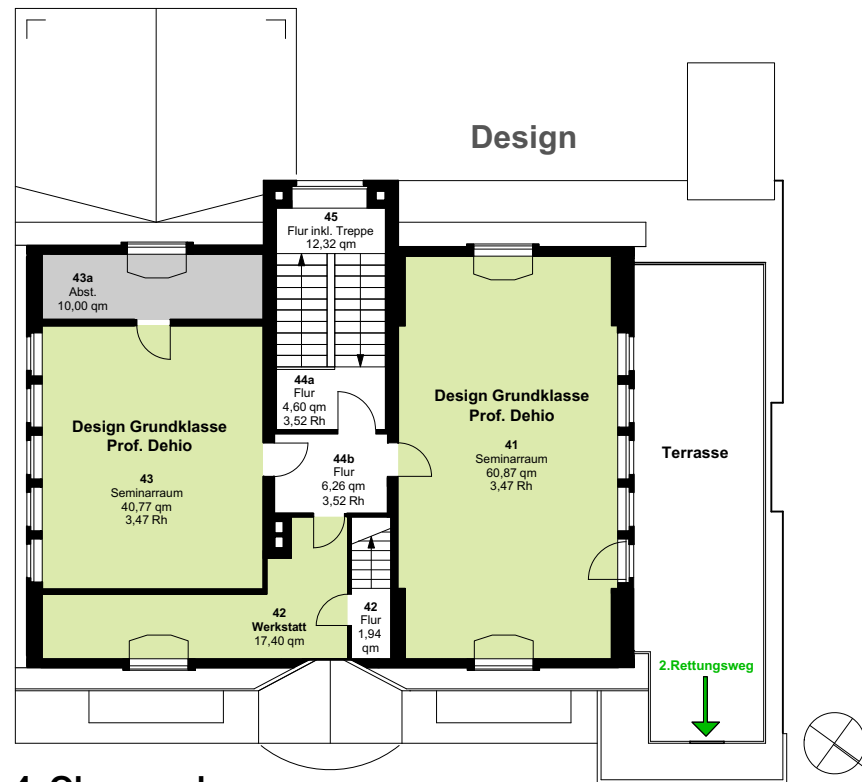 Design
45
Flur inkl. Treppe
12,32 qm
43a
Abst.
10,00 qm
44a
Flur
4,60 qm
3,52 Rh
Design Grundklasse
Prof. Dehio
43
Seminarraum
40,77 qm
3,47 Rh
44b
Flur
6,26 qm
3,52 Rh
Design Grundklasse
Prof. Dehio
41
Seminarraum
60,87 qm
3,47 Rh
Terrasse
42
Werkstatt
17,40 qm
42
Flur
1,94
qm
2.Rettungsweg